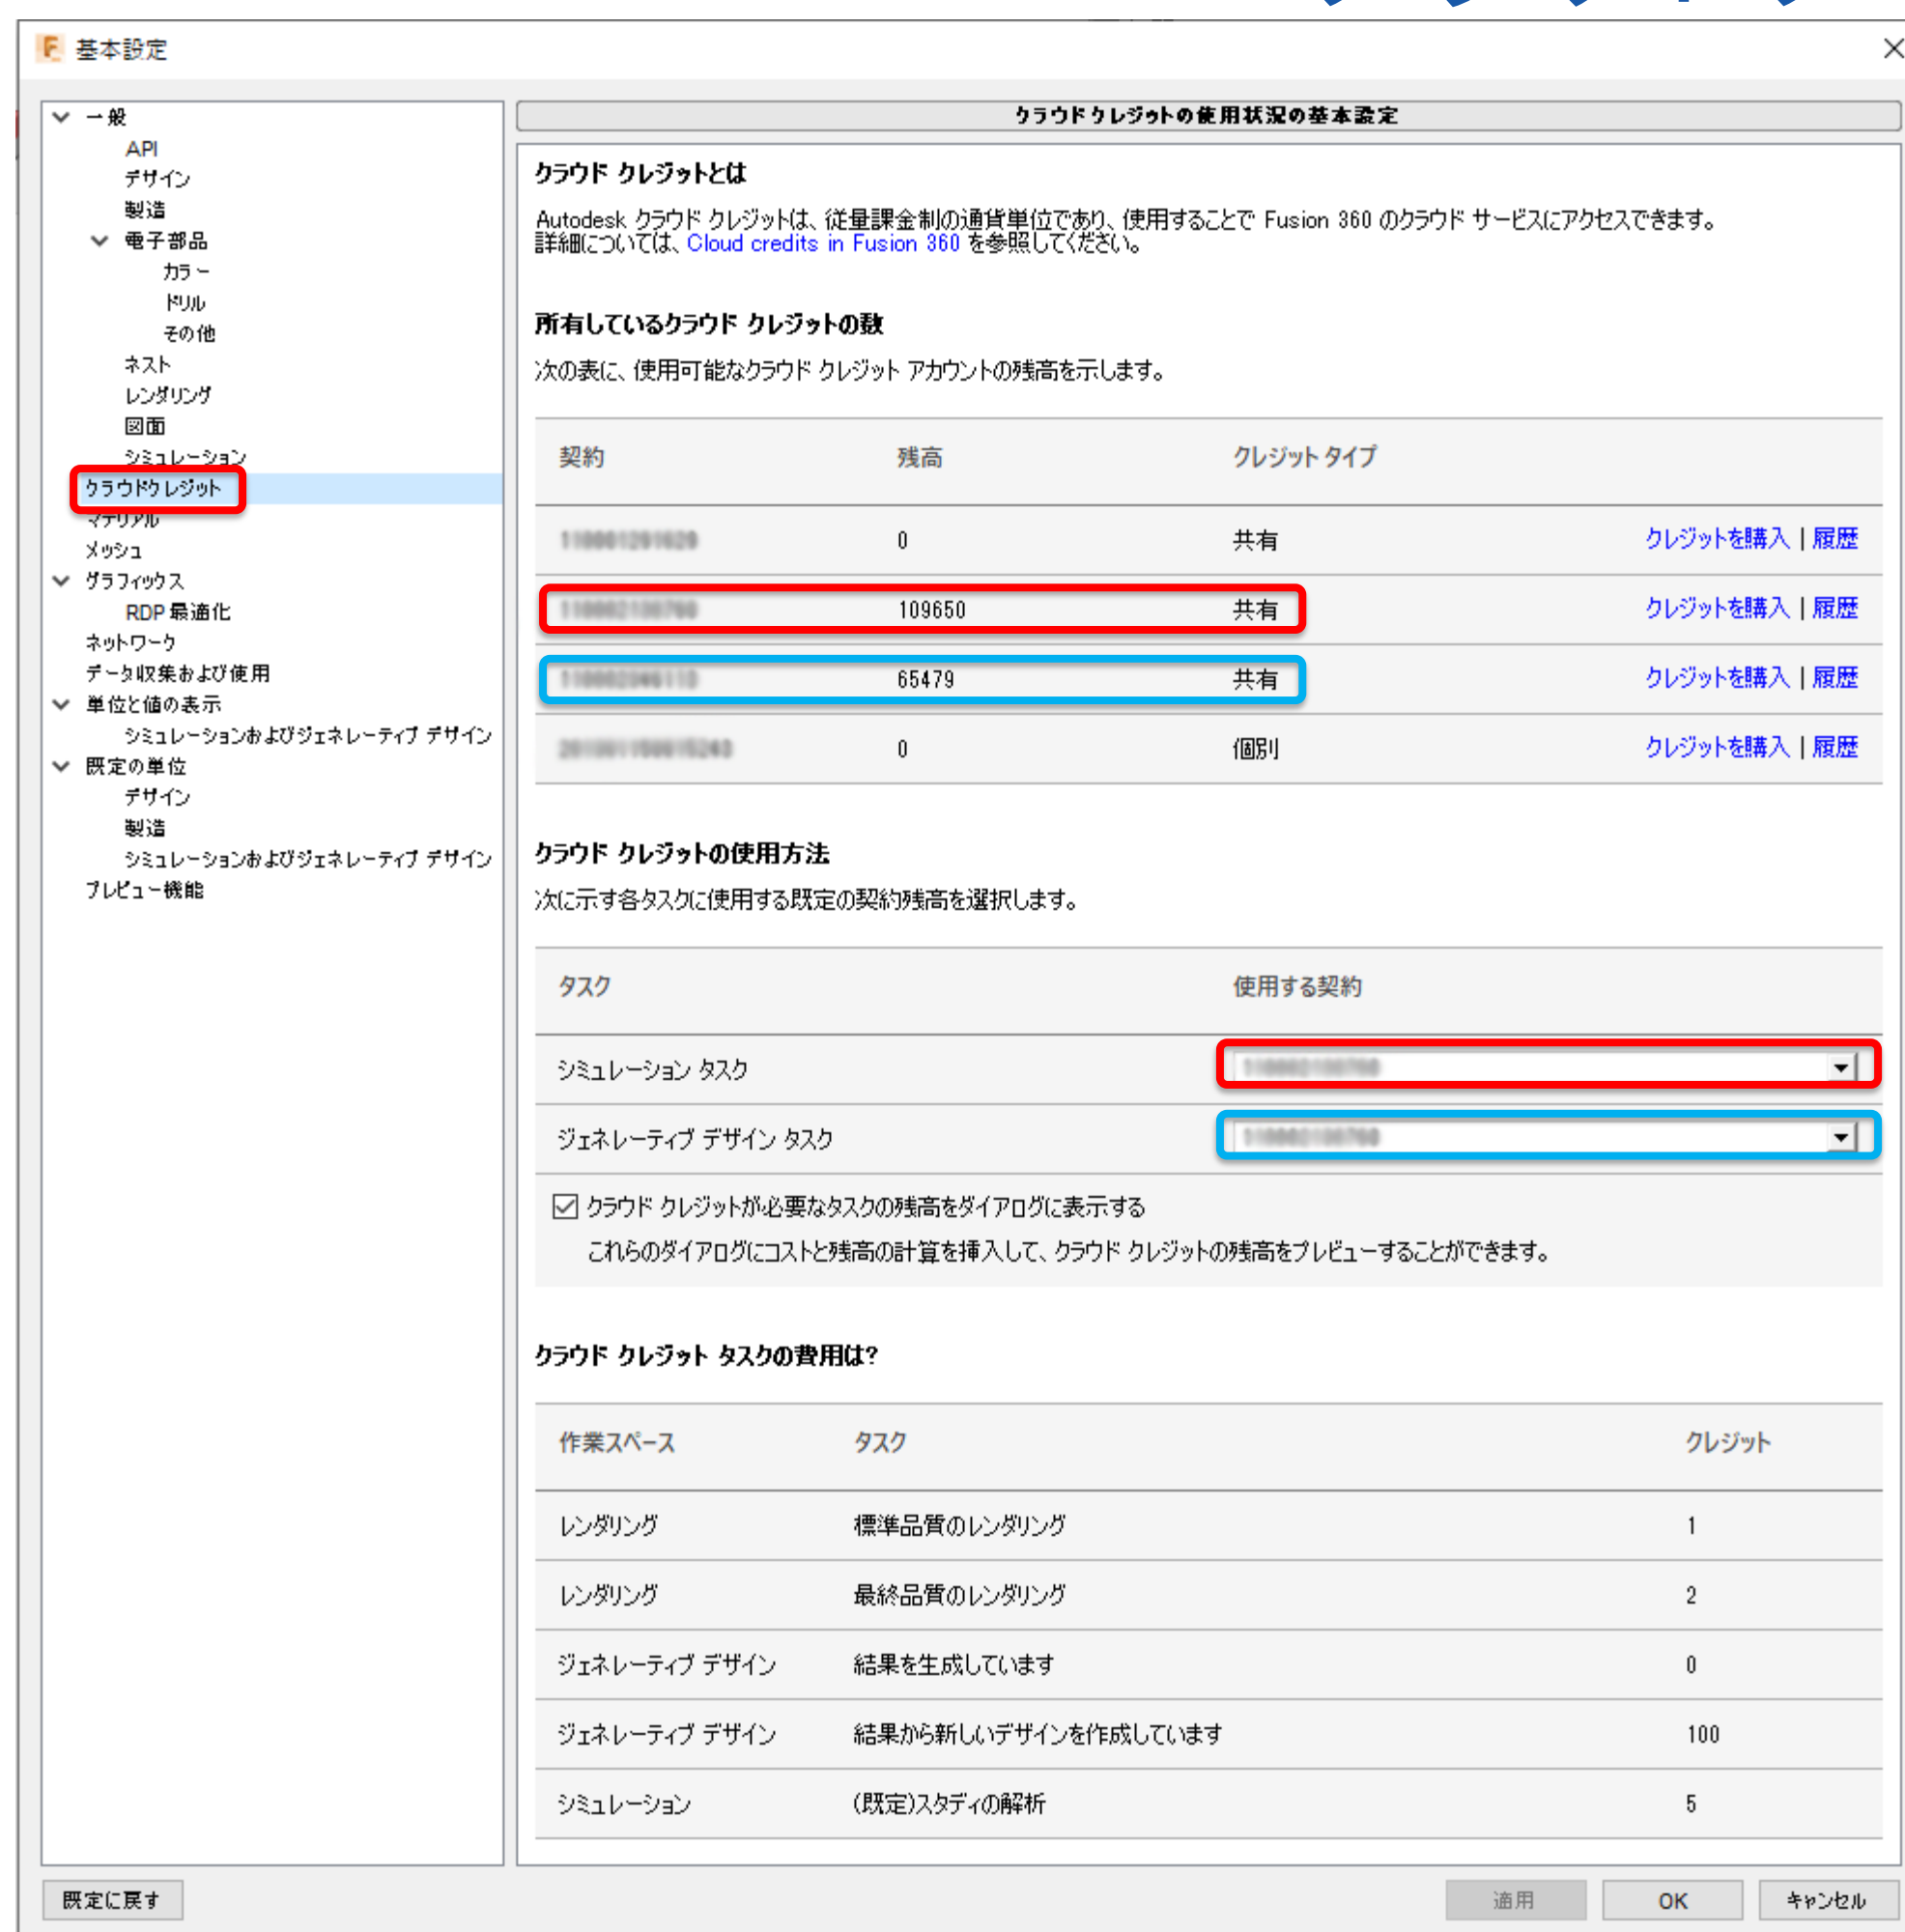 基本設定
一般
API
デザイン
製造
電子部品
カラー
ドリル
その他
ネスト
レンダリング
図面
シミュレーション
クラウドクレジット
マテリアル
メッシュ
グラフィックス
RDP 最適化
ネットワーク
データ収集および使用
単位と値の表示
シミュレーションおよびジェネレーティブ デザイン
既定の単位
デザイン
製造
シミュレーションおよびジェネレーティブ デザイン
プレビュー機能
クラウドクレジットの使用状況の基本設定
クラウド クレジットとは
Autodesk クラウド クレジットは、従量課金制の通貨単位であり、使用することで Fusion 360 のクラウド サービスにアクセスできます。
詳細については、Cloud credits in Fusion 360 を参照してください。
所有しているクラウド クレジットの数
次の表に、使用可能なクラウド クレジット アカウントの残高を示します。
契約 残高 クレジット タイプ
0 共有 クレジットを購入 | 履歴
109650 共有 クレジットを購入 | 履歴
65479 共有 クレジットを購入 | 履歴
0 個別 クレジットを購入 | 履歴
クラウド クレジットの使用方法
次に示す各タスクに使用する既定の契約残高を選択します。
タスク 使用する契約
シミュレーション タスク
ジェネレーティブ デザイン タスク
クラウド クレジットが必要なタスクの残高をダイアログに表示する
これらのダイアログにコストと残高の計算を挿入して、クラウド クレジットの残高をプレビューすることができます。
クラウド クレジット タスクの費用は?
作業スペース タスク クレジット
レンダリング 標準品質のレンダリング 1
レンダリング 最終品質のレンダリング 2
ジェネレーティブ デザイン 結果を生成しています 0
ジェネレーティブ デザイン 結果から新しいデザインを作成しています 100
シミュレーション (既定)スタディの解析 5
既定に戻す 適用 OK キャンセル